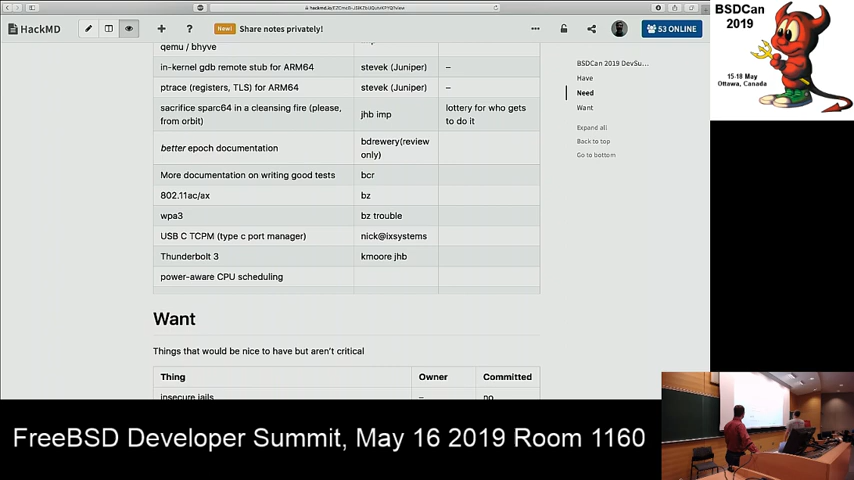 HackMD
New! Share notes privately!
53 ONLINE
qemu / bhyve
in-kernel gdb remote stub for ARM64 stevek (Juniper) –
ptrace (registers, TLS) for ARM64 stevek (Juniper) –
sacrifice sparc64 in a cleansing fire (please,
from orbit)
jhb imp
lottery for who gets
to do it
better epoch documentation
bdrewery(review
only)
More documentation on writing good tests bcr
802.11ac/ax bz
wpa3 bz trouble
USB C TCPM (type c port manager) nick@ixsystems
Thunderbolt 3 kmoore jhb
power-aware CPU scheduling
Want
Things that would be nice to have but aren't critical
Thing Owner Committed
insecure jails – no
BSDCan 2019 DevSu...
Have
Need
Want
Expand all
Back to top
Go to bottom
BSDCan
2019
15-18 May
Ottawa, Canada
FreeBSD Developer Summit, May 16 2019 Room 1160